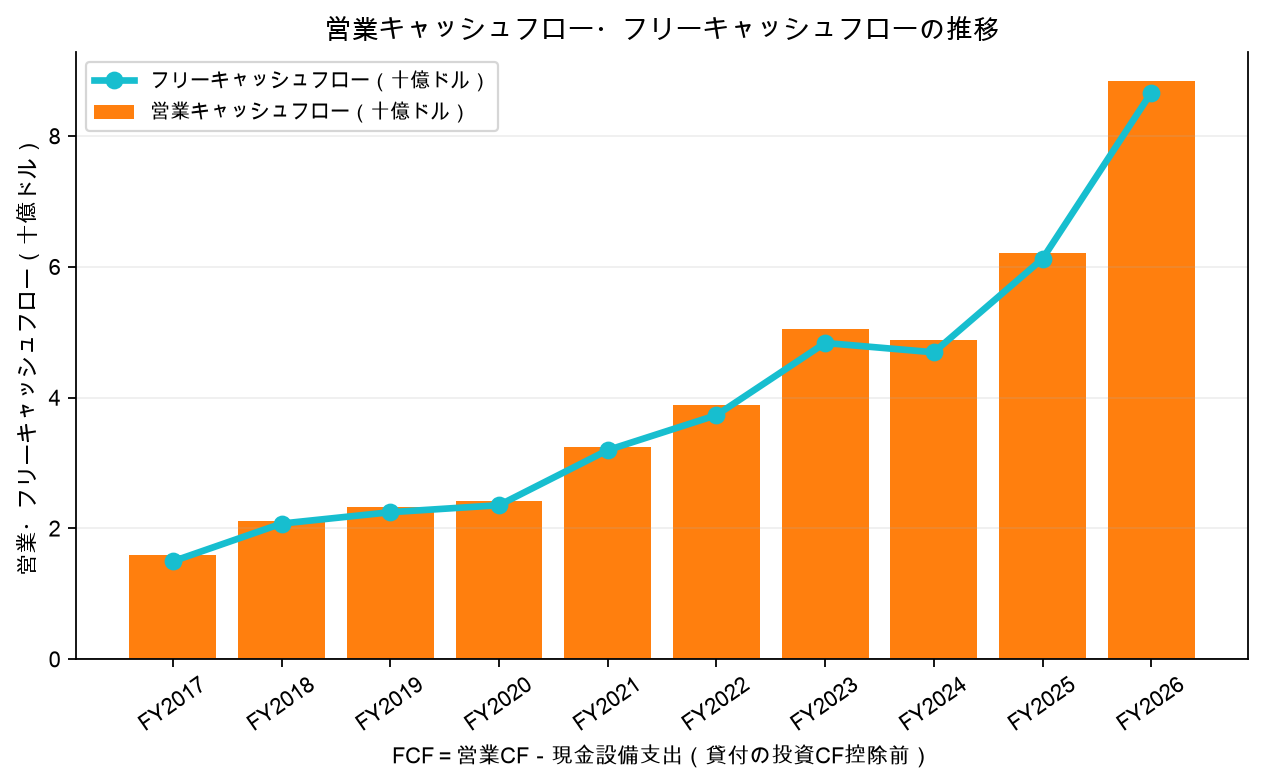 営業キャッシュフロー・フリーキャッシュフローの推移
フリーキャッシュフロー（十億ドル）
営業キャッシュフロー（十億ドル）
営業・フリーキャッシュフロー（十億ドル）
8
6
4
2
0
FY2017
FY2018
FY2019
FY2020
FY2021
FY2022
FY2023
FY2024
FY2025
FY2026
FCF = 営業CF - 現金設備支出（貸付の投資CF控除前）